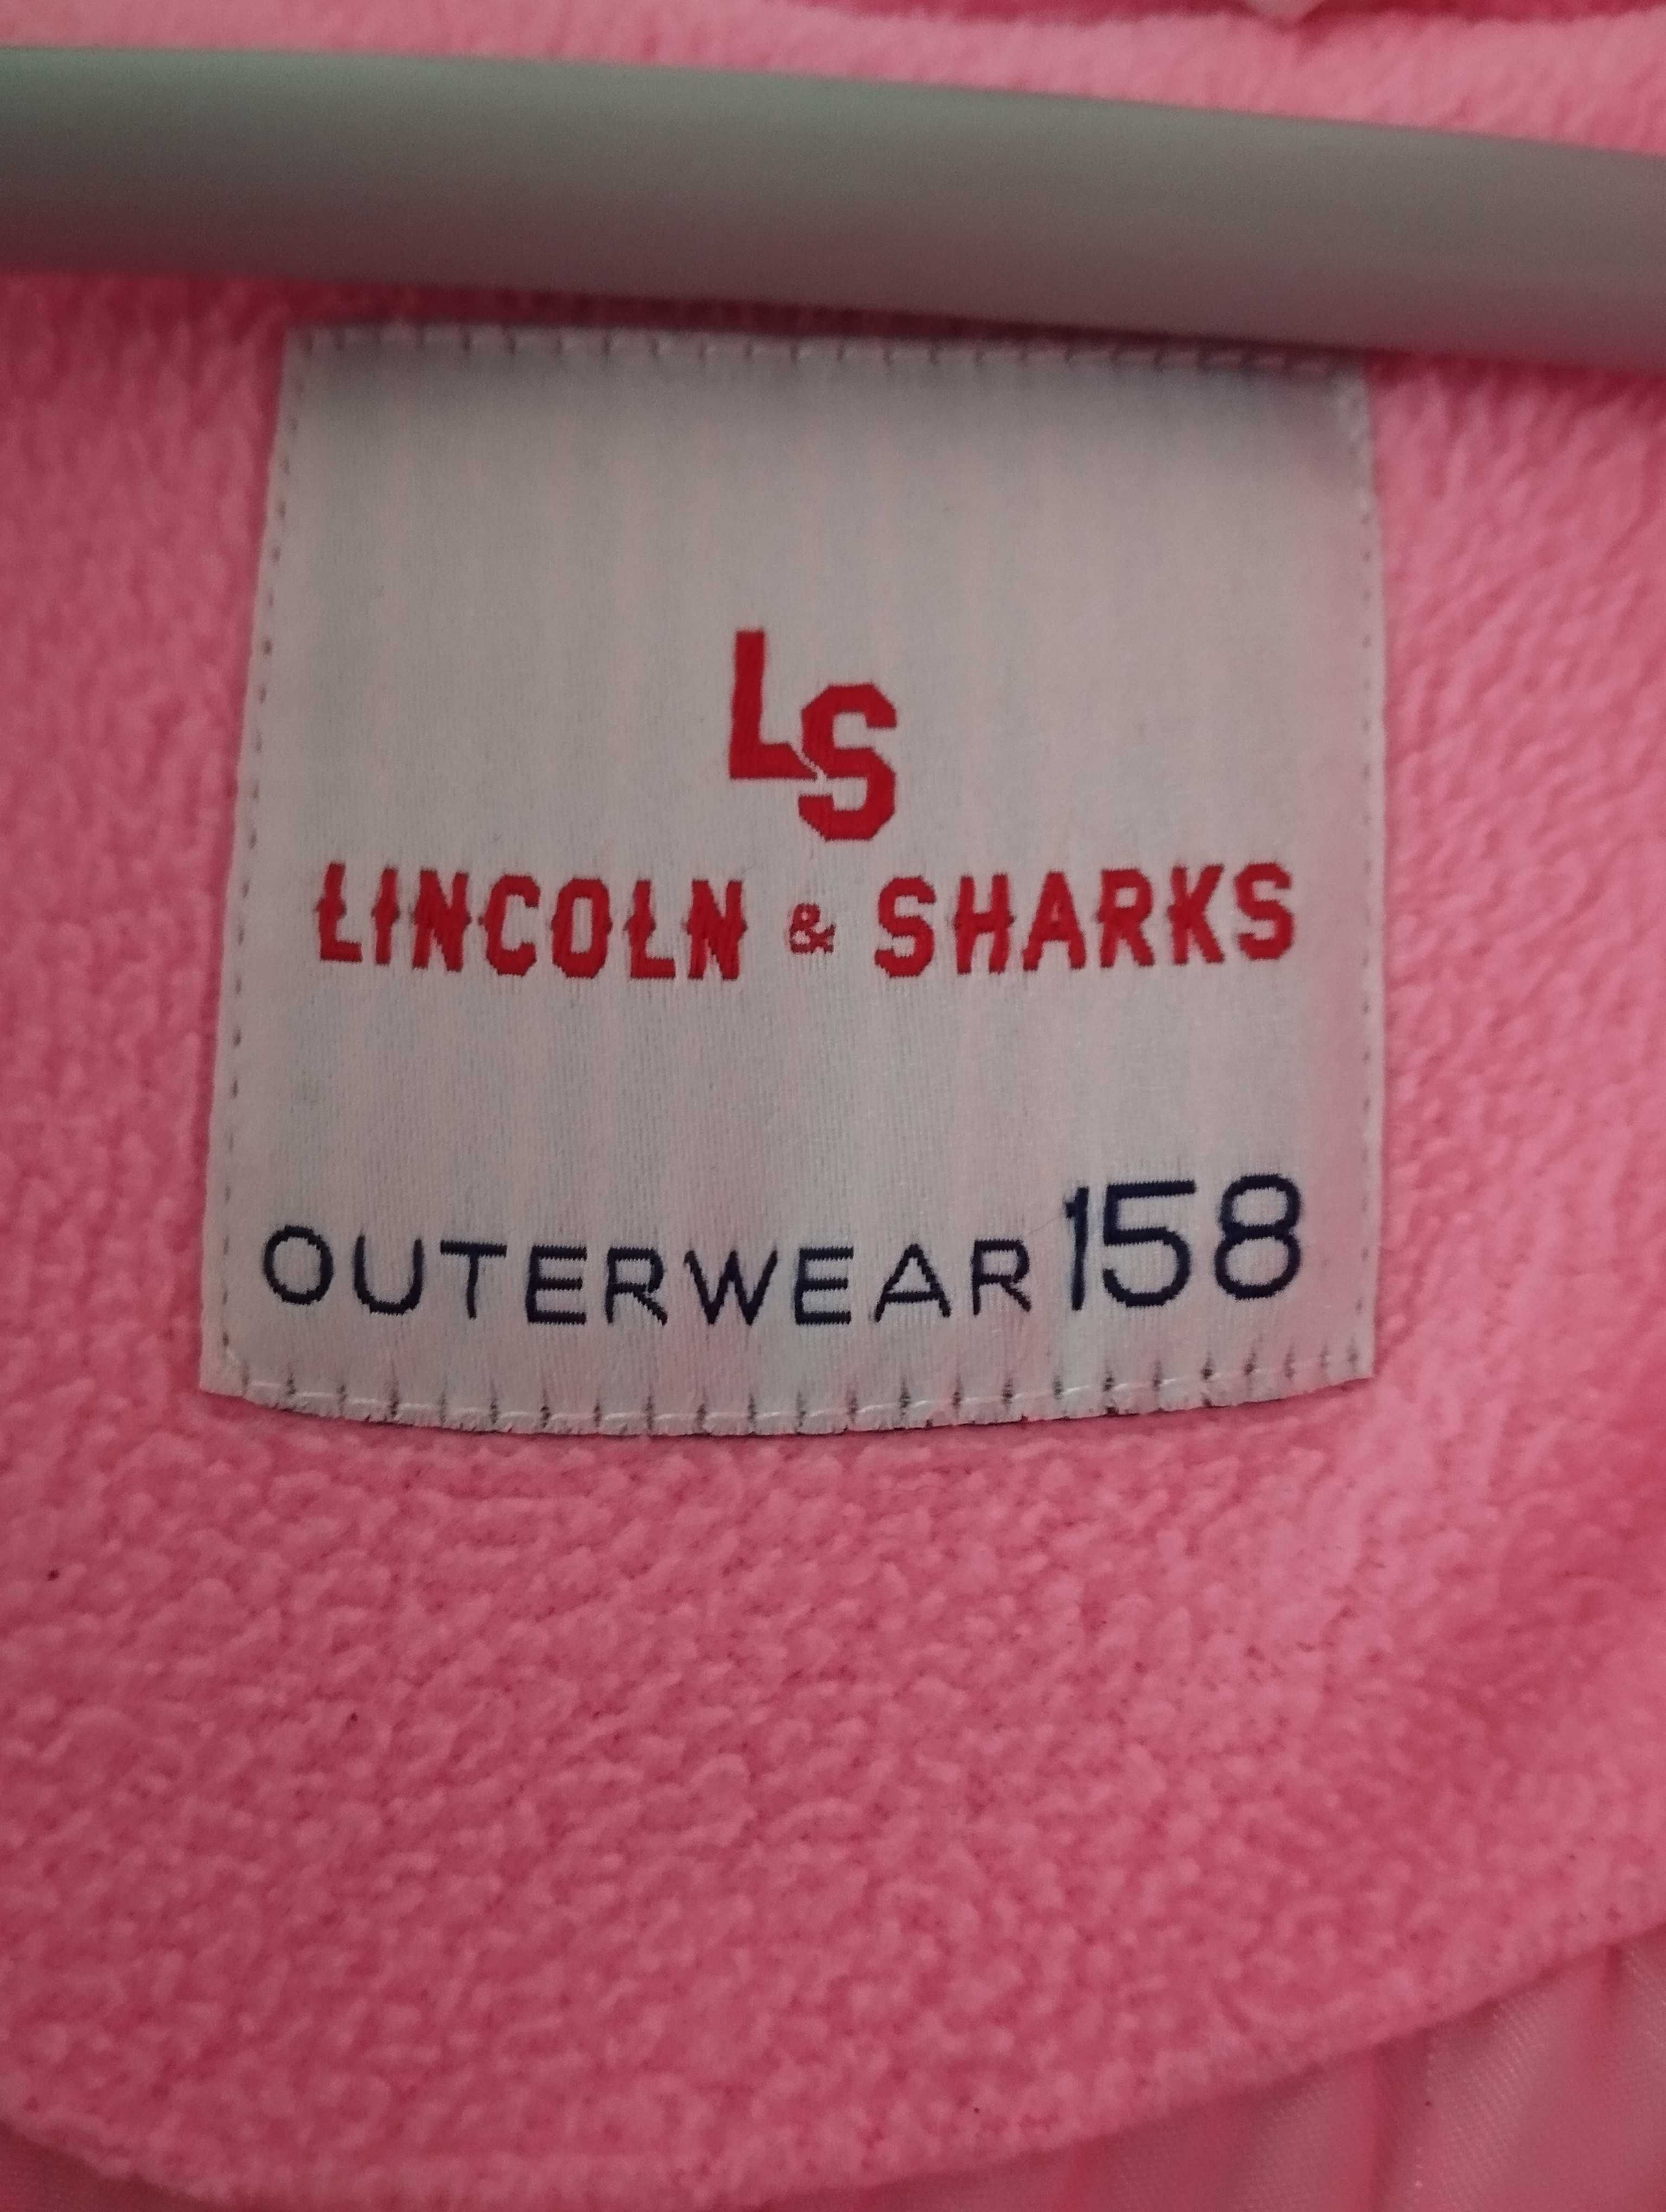 LS
LINCOLN & SHARKS
OUTERWEAR 158